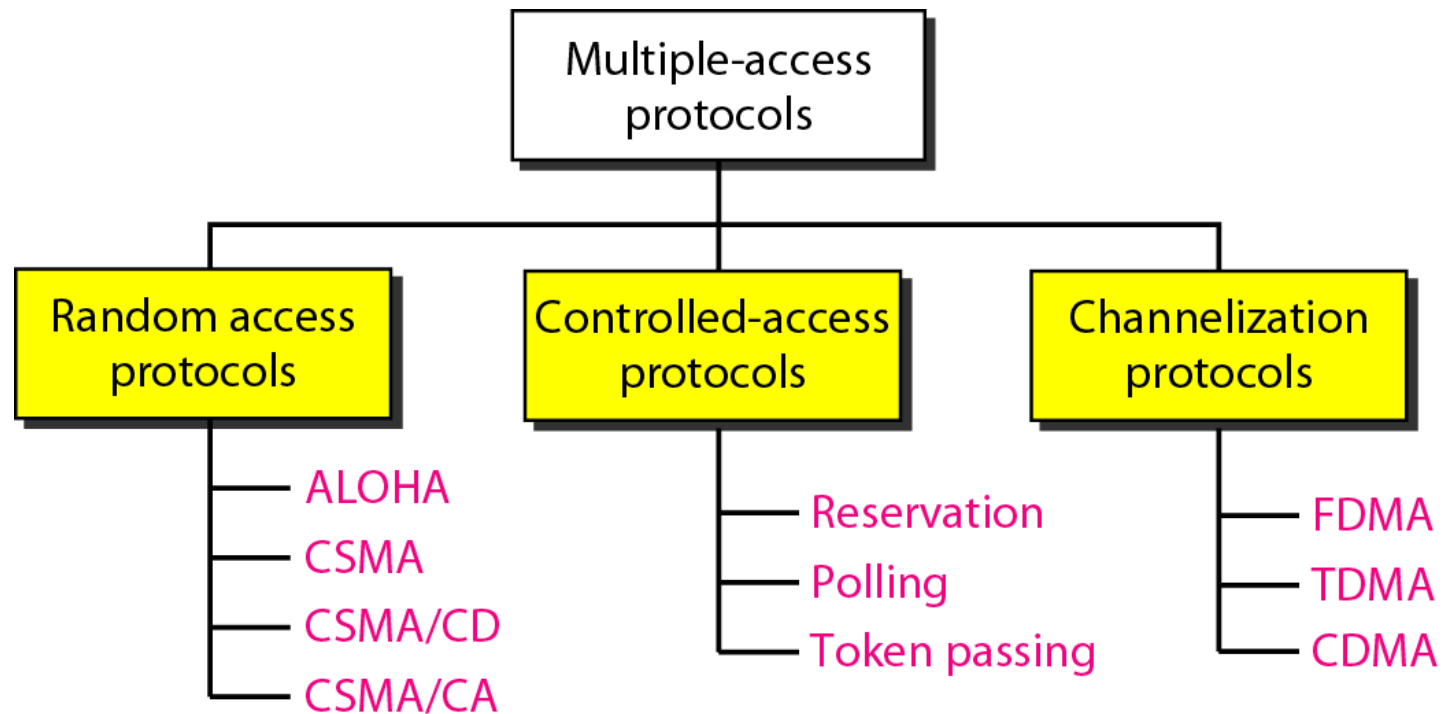 Multiple-access
protocols
Random access
protocols
Controlled-access
protocols
Channelization
protocols
ALOHA
CSMA
CSMA/CD
CSMA/CA
Reservation
Polling
Token passing
FDMA
TDMA
CDMA